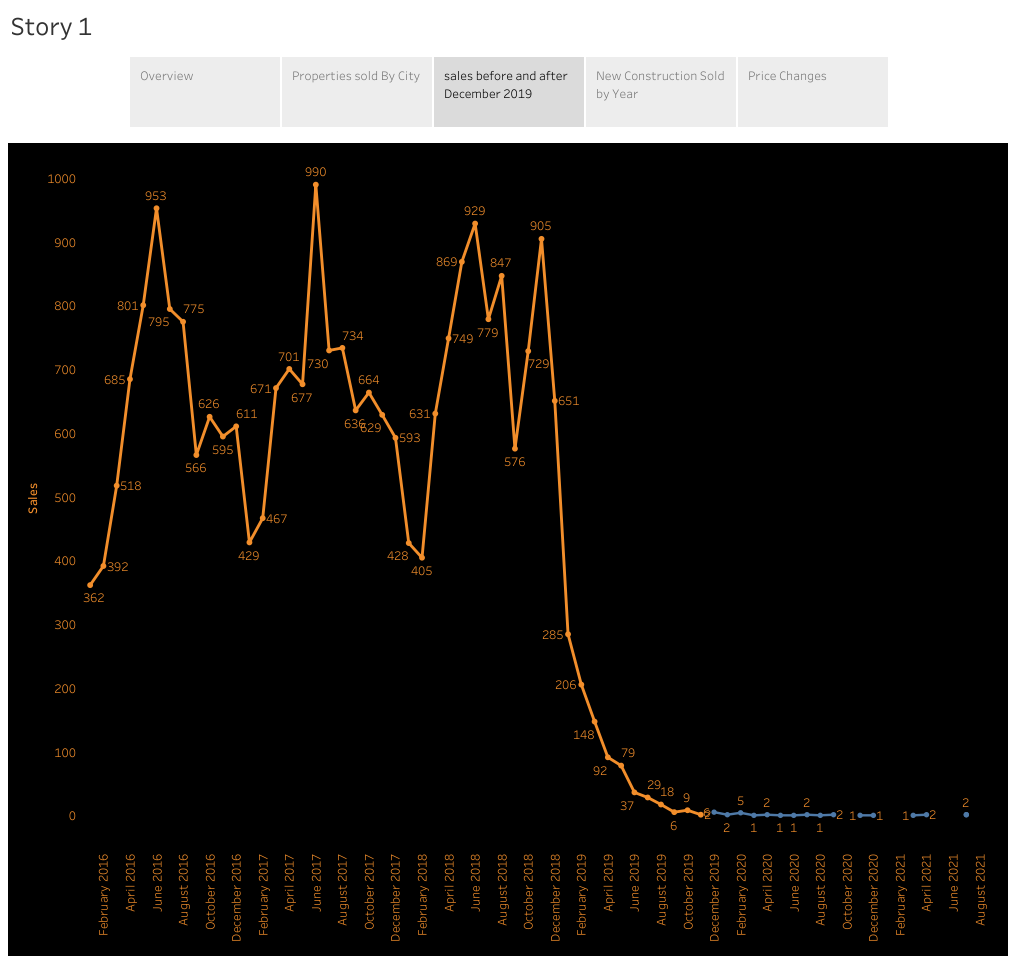 Story 1
Overview
Properties sold By City
sales before and after
December 2019
New Construction Sold
by Year
Price Changes
1000
900
800
700
600
500
400
300
200
100
0
Sales
362
392
518
685
801
953
795
775
566
626
595
611
429
467
671
701
677
990
730
734
636
664
629
593
428
405
631
749
869
929
779
847
576
729
905
651
285
206
148
92
79
37
29
18
6
9
2
2
5
1
2
1
1
2
1
2
1
1
1
2
2
February 2016
April 2016
June 2016
August 2016
October 2016
December 2016
February 2017
April 2017
June 2017
August 2017
October 2017
December 2017
February 2018
April 2018
June 2018
August 2018
October 2018
December 2018
February 2019
April 2019
June 2019
August 2019
October 2019
December 2019
February 2020
April 2020
June 2020
August 2020
October 2020
December 2020
February 2021
April 2021
June 2021
August 2021